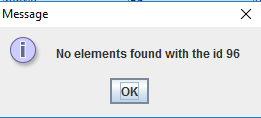 Message
No elements found with the id 96
OK